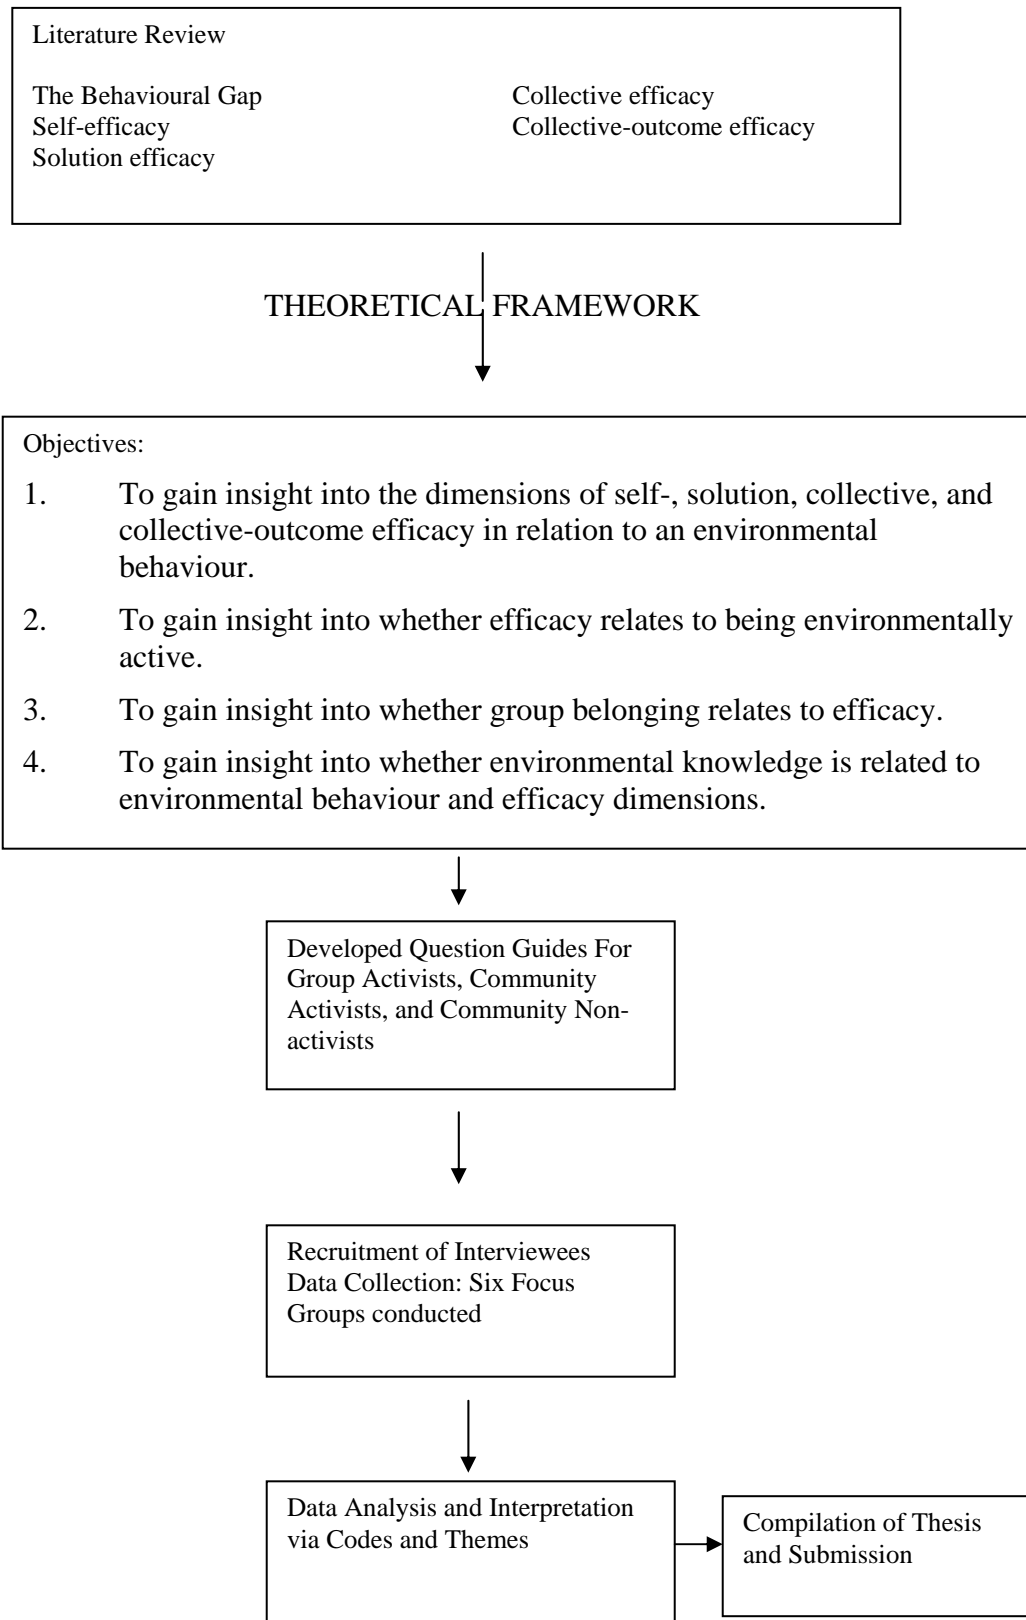 Literature Review
The Behavioural Gap
Self-efficacy
Solution efficacy
Collective efficacy
Collective-outcome efficacy
THEORETICAL FRAMEWORK
Objectives:
1. To gain insight into the dimensions of self-, solution, collective, and
collective-outcome efficacy in relation to an environmental
behaviour.
2. To gain insight into whether efficacy relates to being environmentally
active.
3. To gain insight into whether group belonging relates to efficacy.
4. To gain insight into whether environmental knowledge is related to
environmental behaviour and efficacy dimensions.
Developed Question Guides For
Group Activists, Community
Activists, and Community Non-
activists
Recruitment of Interviewees
Data Collection: Six Focus
Groups conducted
Data Analysis and Interpretation
via Codes and Themes
Compilation of Thesis
and Submission